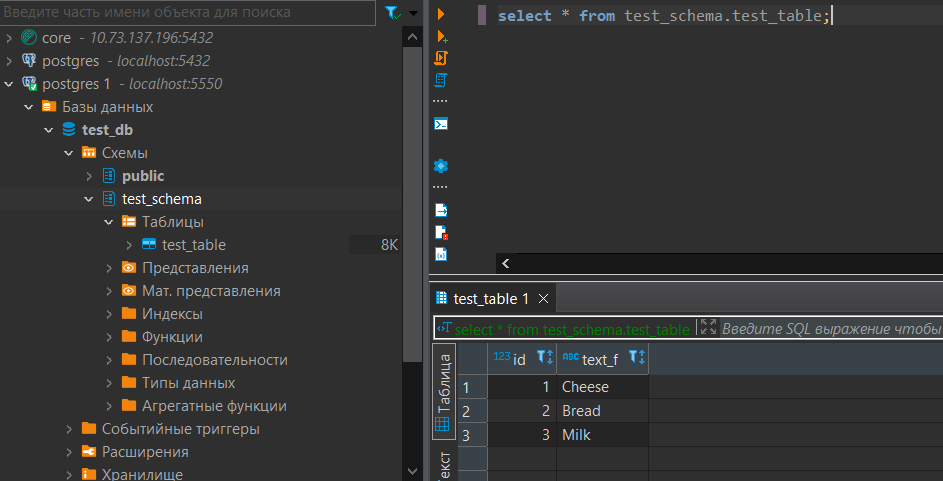 Введите часть имени объекта для поиска
core - 10.73.137.196:5432
postgres - localhost:5432
postgres 1 - localhost:5550
Базы данных
test_db
Схемы
public
test_schema
Таблицы
test_table 8K
Представления
Мат. представления
Индексы
Функции
Последовательности
Типы данных
Агрегатные функции
Событийные триггеры
Расширения
Хранилище
select * from test_schema.test_table;
test_table 1
select * from test_schema.test_table Введите SQL выражение чтобы
Таблица
екст
123 id ABC text_f
1 1 Cheese
2 2 Bread
3 3 Milk